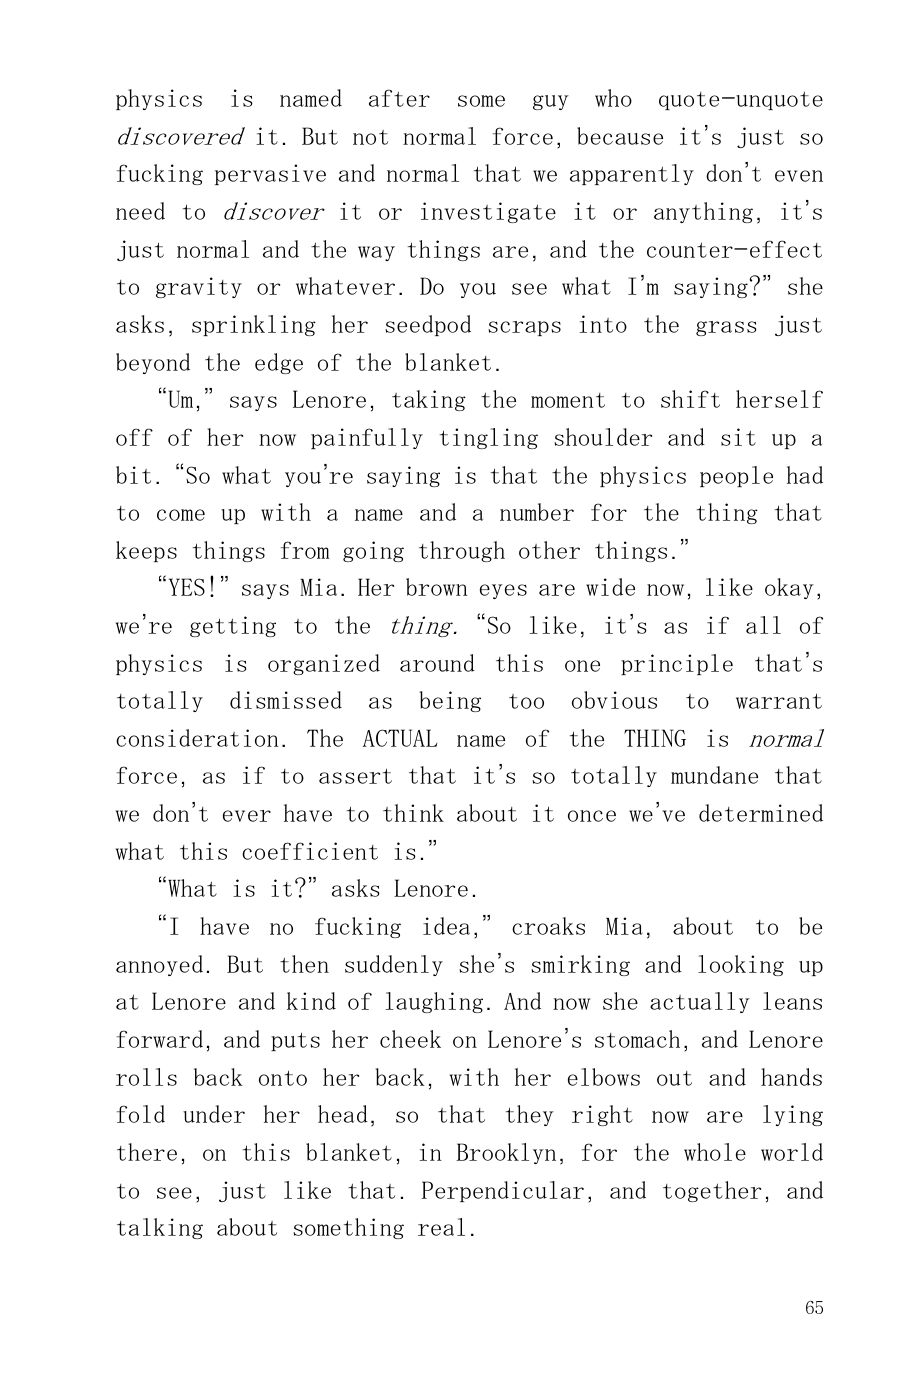 physics is named after some guy who quote-unquote
discovered it. But not normal force, because it’s just so
fucking pervasive and normal that we apparently don’t even
need to discover it or investigate it or anything, it’s
just normal and the way things are, and the counter-effect
to gravity or whatever. Do you see what I’m saying?” she
asks, sprinkling her seedpod scraps into the grass just
beyond the edge of the blanket.
“Um,” says Lenore, taking the moment to shift herself
off of her now painfully tingling shoulder and sit up a
bit. “So what you’re saying is that the physics people had
to come up with a name and a number for the thing that
keeps things from going through other things.”
“YES!” says Mia. Her brown eyes are wide now, like okay,
we’re getting to the thing. “So like, it’s as if all of
physics is organized around this one principle that’s
totally dismissed as being too obvious to warrant
consideration. The ACTUAL name of the THING is normal
force, as if to assert that it’s so totally mundane that
we don’t ever have to think about it once we’ve determined
what this coefficient is.”
“What is it?” asks Lenore.
“I have no fucking idea,” croaks Mia, about to be
annoyed. But then suddenly she’s smirking and looking up
at Lenore and kind of laughing. And now she actually leans
forward, and puts her cheek on Lenore’s stomach, and Lenore
rolls back onto her back, with her elbows out and hands
fold under her head, so that they right now are lying
there, on this blanket, in Brooklyn, for the whole world
to see, just like that. Perpendicular, and together, and
talking about something real.
65